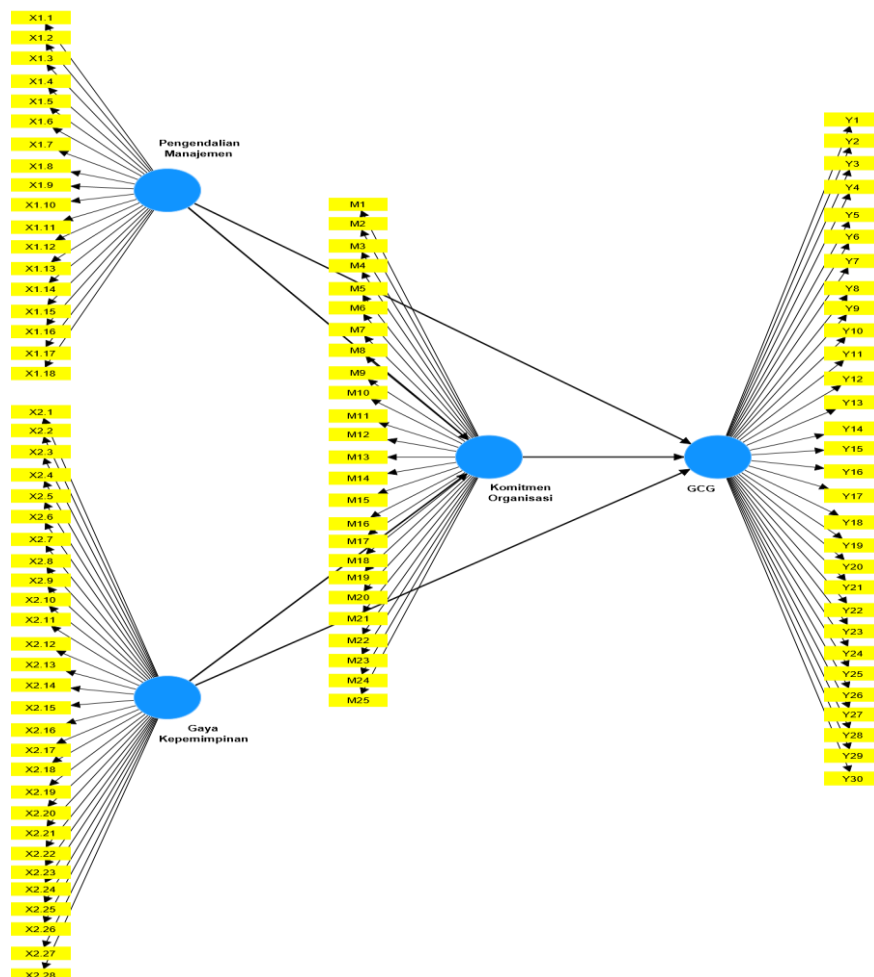 X1.1
X1.2
X1.3
X1.4
X1.5
X1.6
X1.7
X1.8
X1.9
X1.10
X1.11
X1.12
X1.13
X1.14
X1.15
X1.16
X1.17
X1.18
Pengendalian
Manajemen
X2.1
X2.2
X2.3
X2.4
X2.5
X2.6
X2.7
X2.8
X2.9
X2.10
X2.11
X2.12
X2.13
X2.14
X2.15
X2.16
X2.17
X2.18
X2.19
X2.20
X2.21
X2.22
X2.23
X2.24
X2.25
X2.26
X2.27
X2.28
Gaya
Kepemimpinan
M1
M2
M3
M4
M5
M6
M7
M8
M9
M10
M11
M12
M13
M14
M15
M16
M17
M18
M19
M20
M21
M22
M23
M24
M25
Komitmen
Organisasi
GCG
Y1
Y2
Y3
Y4
Y5
Y6
Y7
Y8
Y9
Y10
Y11
Y12
Y13
Y14
Y15
Y16
Y17
Y18
Y19
Y20
Y21
Y22
Y23
Y24
Y25
Y26
Y27
Y28
Y29
Y30